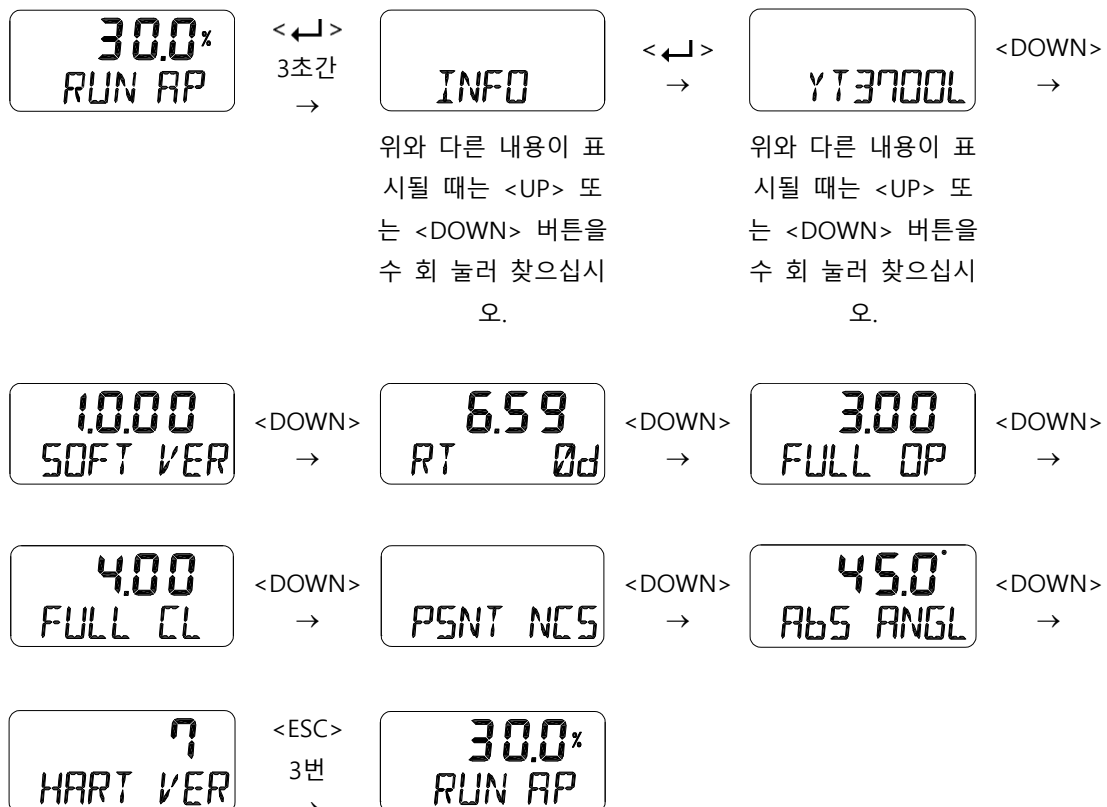 30.0%
RUN AP
< ↵ >
3초간
→
INFO
< ↵ >
→
YT3700L
<DOWN>
→
위와 다른 내용이 표
시될 때는 <UP> 또
는 <DOWN> 버튼을
수 회 눌러 찾으십시
오.
위와 다른 내용이 표
시될 때는 <UP> 또
는 <DOWN> 버튼을
수 회 눌러 찾으십시
오.
1.0.00
SOFT VER
<DOWN>
→
6.59
RT 0d
<DOWN>
→
3.00
FULL OP
<DOWN>
→
4.00
FULL CL
<DOWN>
→
PSNT NCS
<DOWN>
→
45.0°
AbS ANGL
<DOWN>
→
7
HART VER
<ESC>
3번
→
30.0%
RUN AP